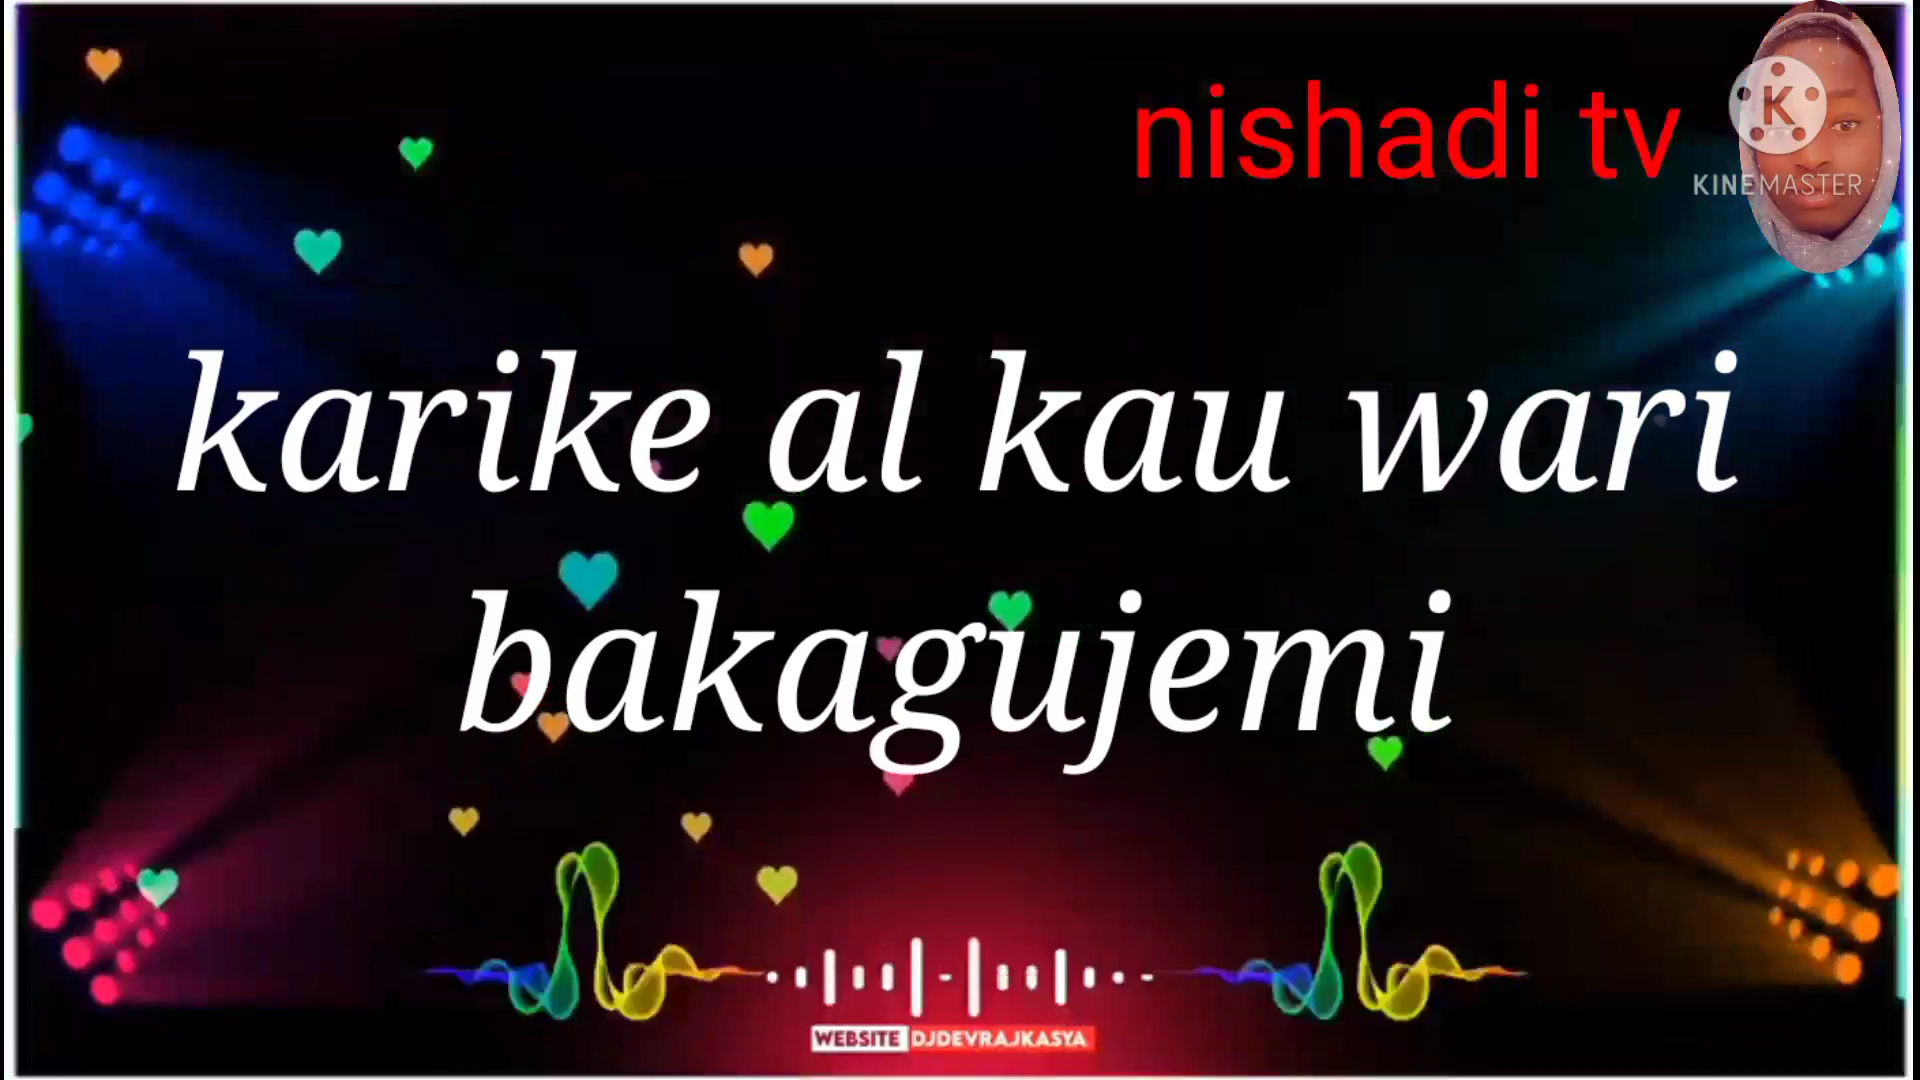 nishadi tv
K
KINEMASTER
karike al kau wari
bakagujemi
WEBSITE DJDEVRAJKASYA